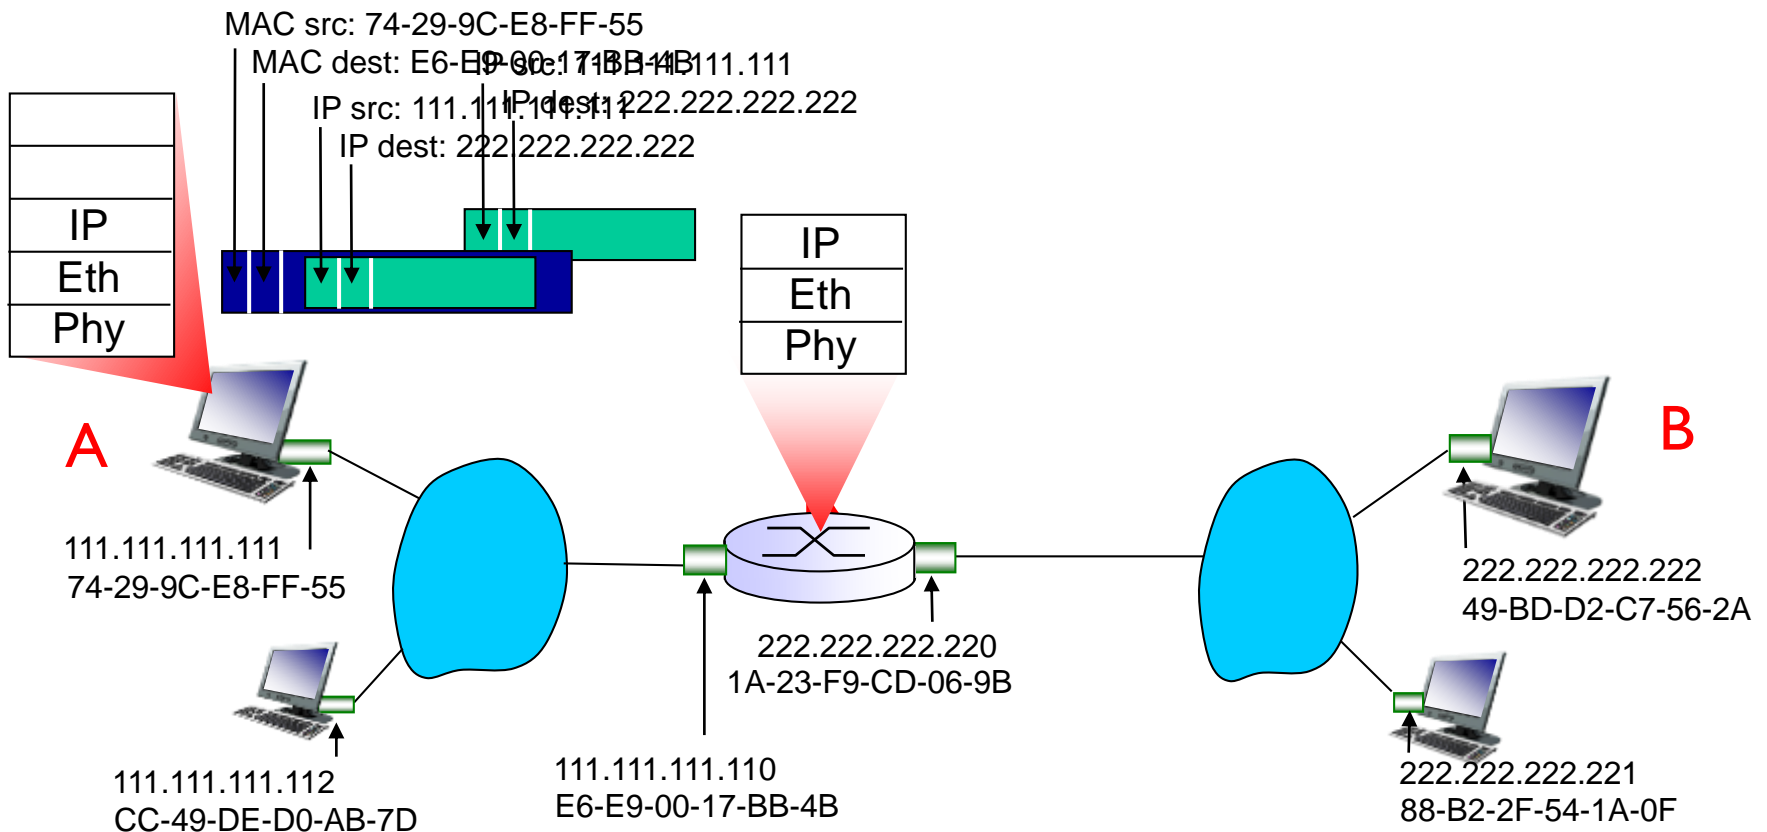 MAC src: 74-29-9C-E8-FF-55
MAC dest: E6-E9-00-17-BB-4B
IP src: 111.111.111.111
IP dest: 222.222.222.222
IP src: 111.111.111.111
IP dest: 222.222.222.222
IP
Eth
Phy
IP
Eth
Phy
A
B
111.111.111.111
74-29-9C-E8-FF-55
222.222.222.222
49-BD-D2-C7-56-2A
222.222.222.220
1A-23-F9-CD-06-9B
111.111.111.112
CC-49-DE-D0-AB-7D
111.111.111.110
E6-E9-00-17-BB-4B
222.222.222.221
88-B2-2F-54-1A-0F